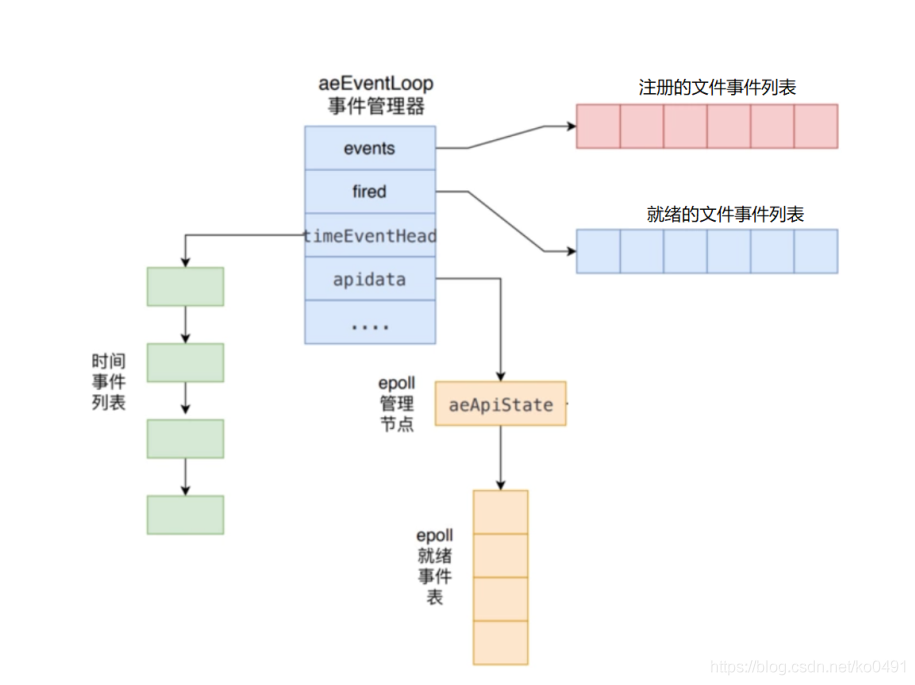 aeEventLoop
事件管理器
events
fired
timeEventHead
apidata
....
注册的文件事件列表
就绪的文件事件列表
时间
事件
列表
epoll
管理
节点
aeApiState
epoll
就绪
事件
表
https://blog.csdn.net/ko0491